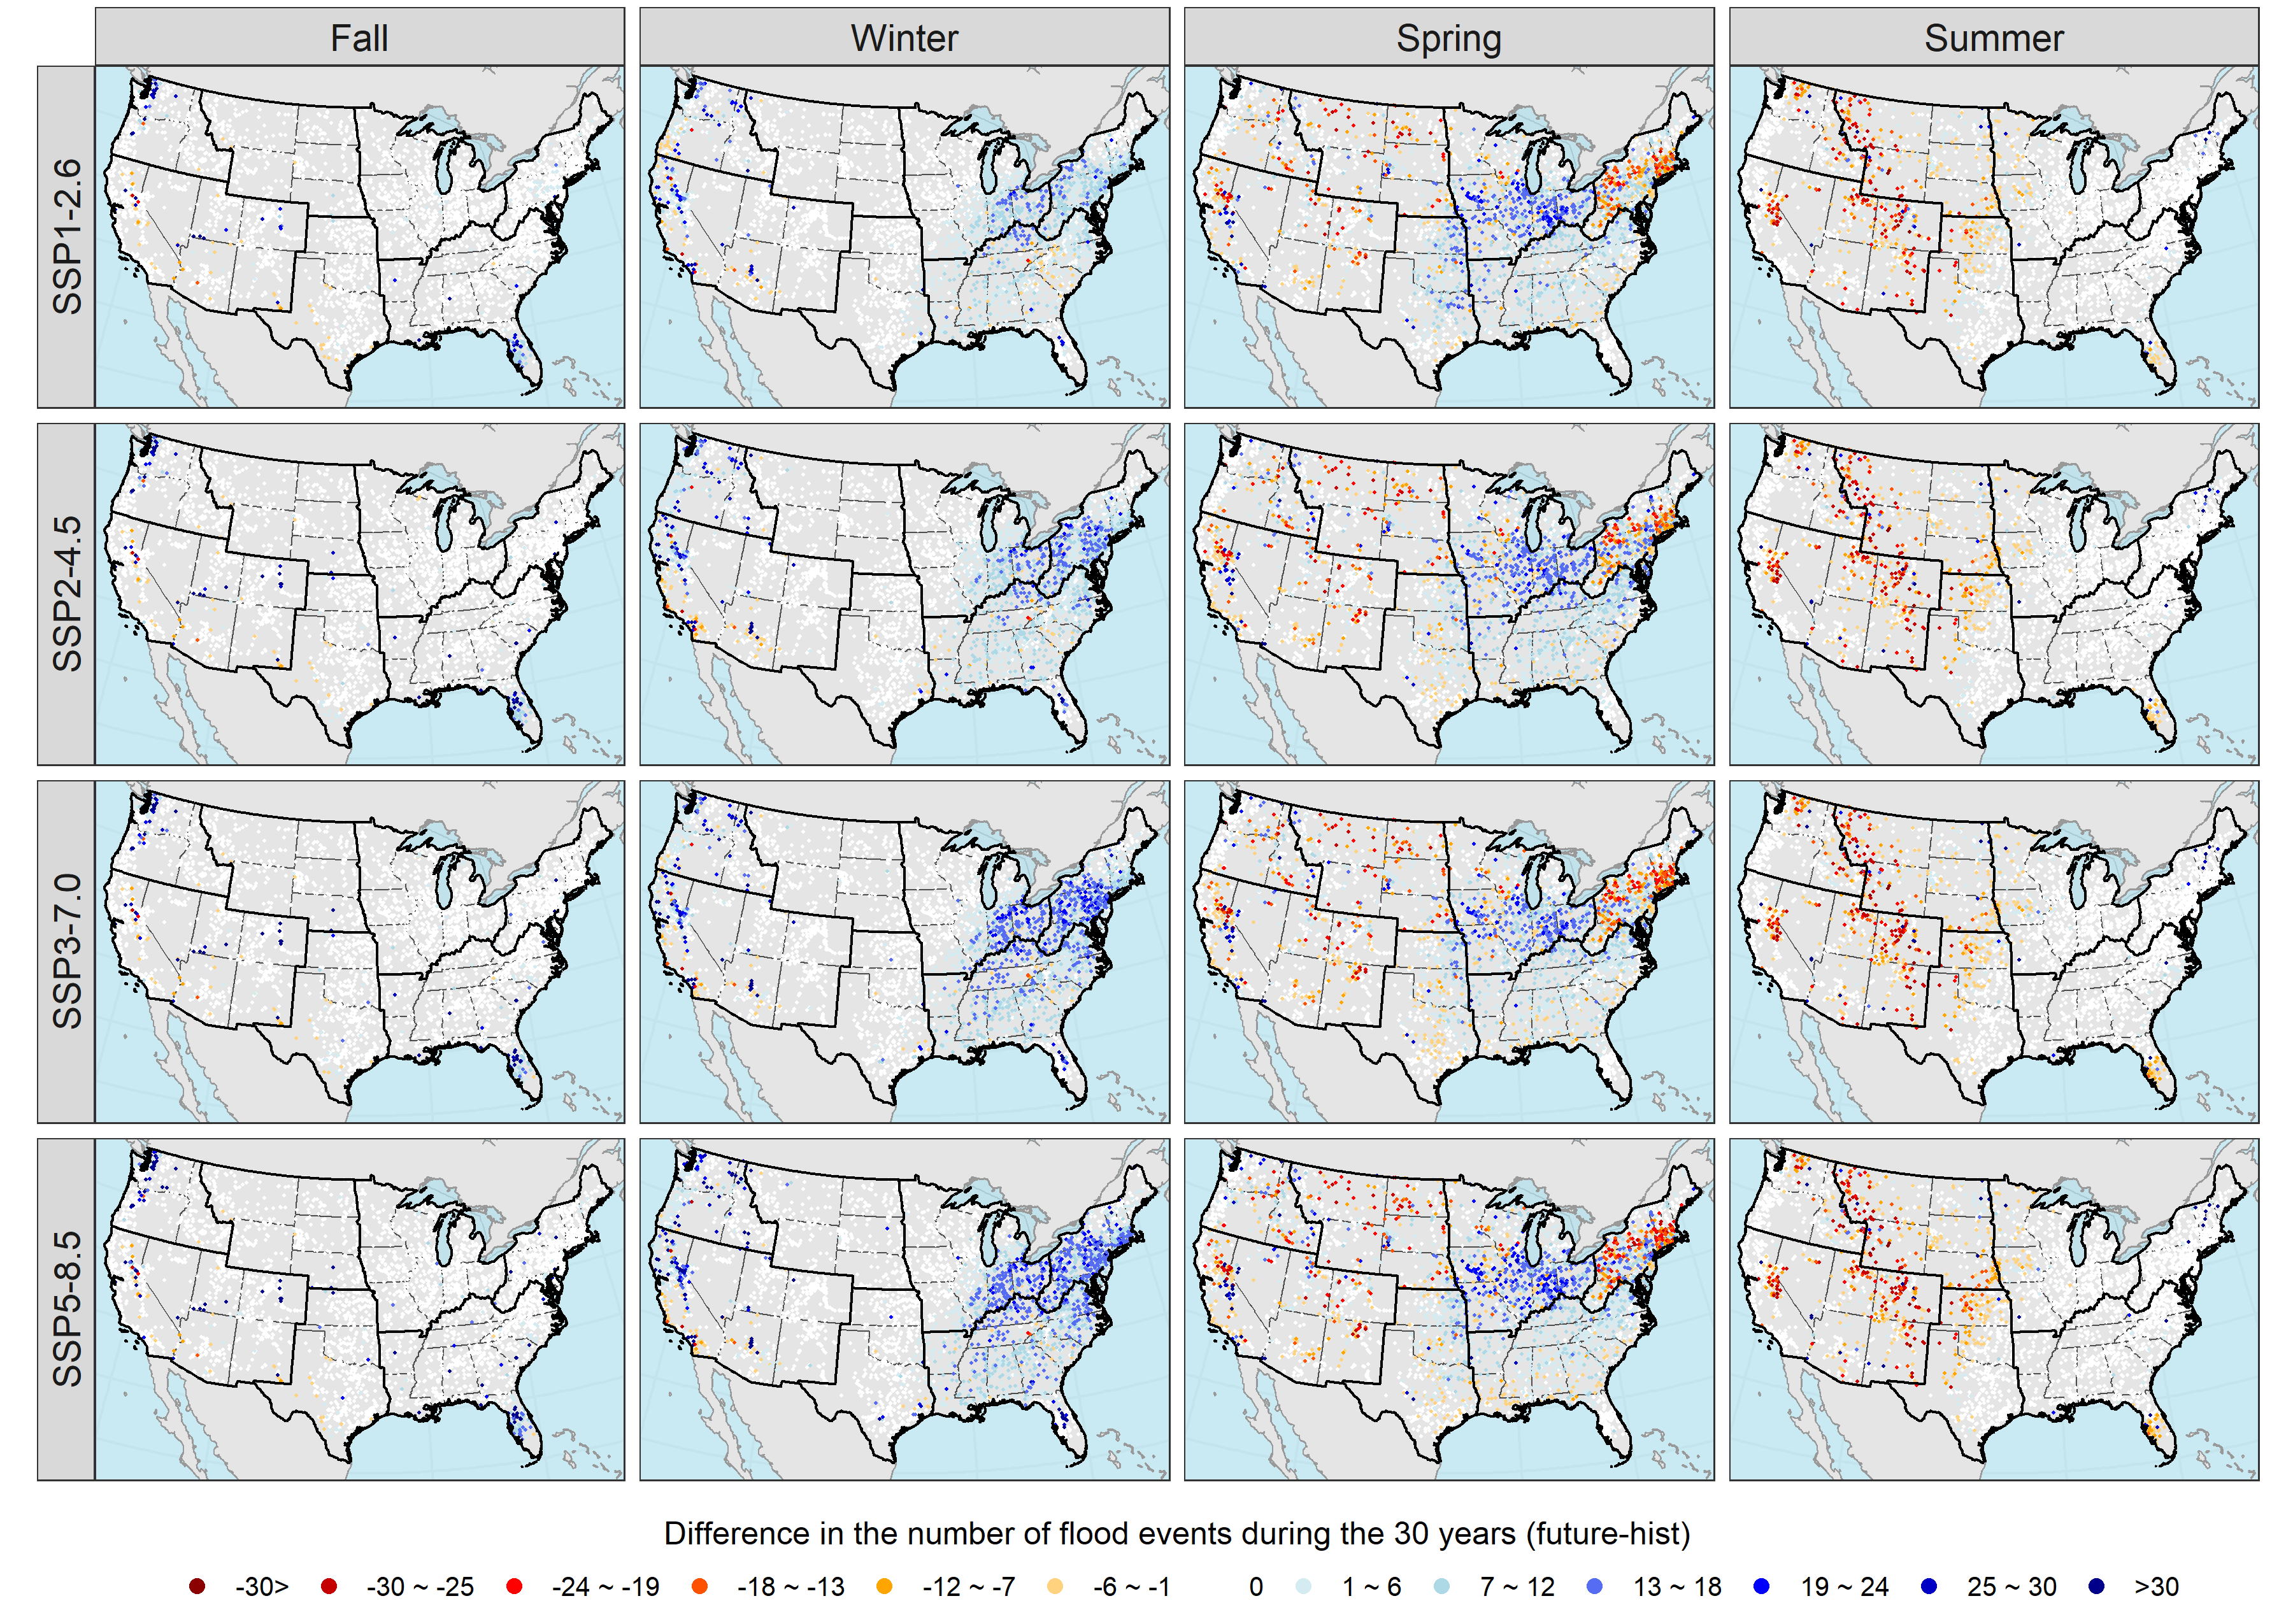 Fall Winter Spring Summer
SSP1-2.6
SSP2-4.5
SSP3-7.0
SSP5-8.5
Difference in the number of flood events during the 30 years (future-hist)
-30> -30 ~ -25 -24 ~ -19 -18 ~ -13 -12 ~ -7 -6 ~ -1 0 1 ~ 6 7 ~ 12 13 ~ 18 19 ~ 24 25 ~ 30 >30